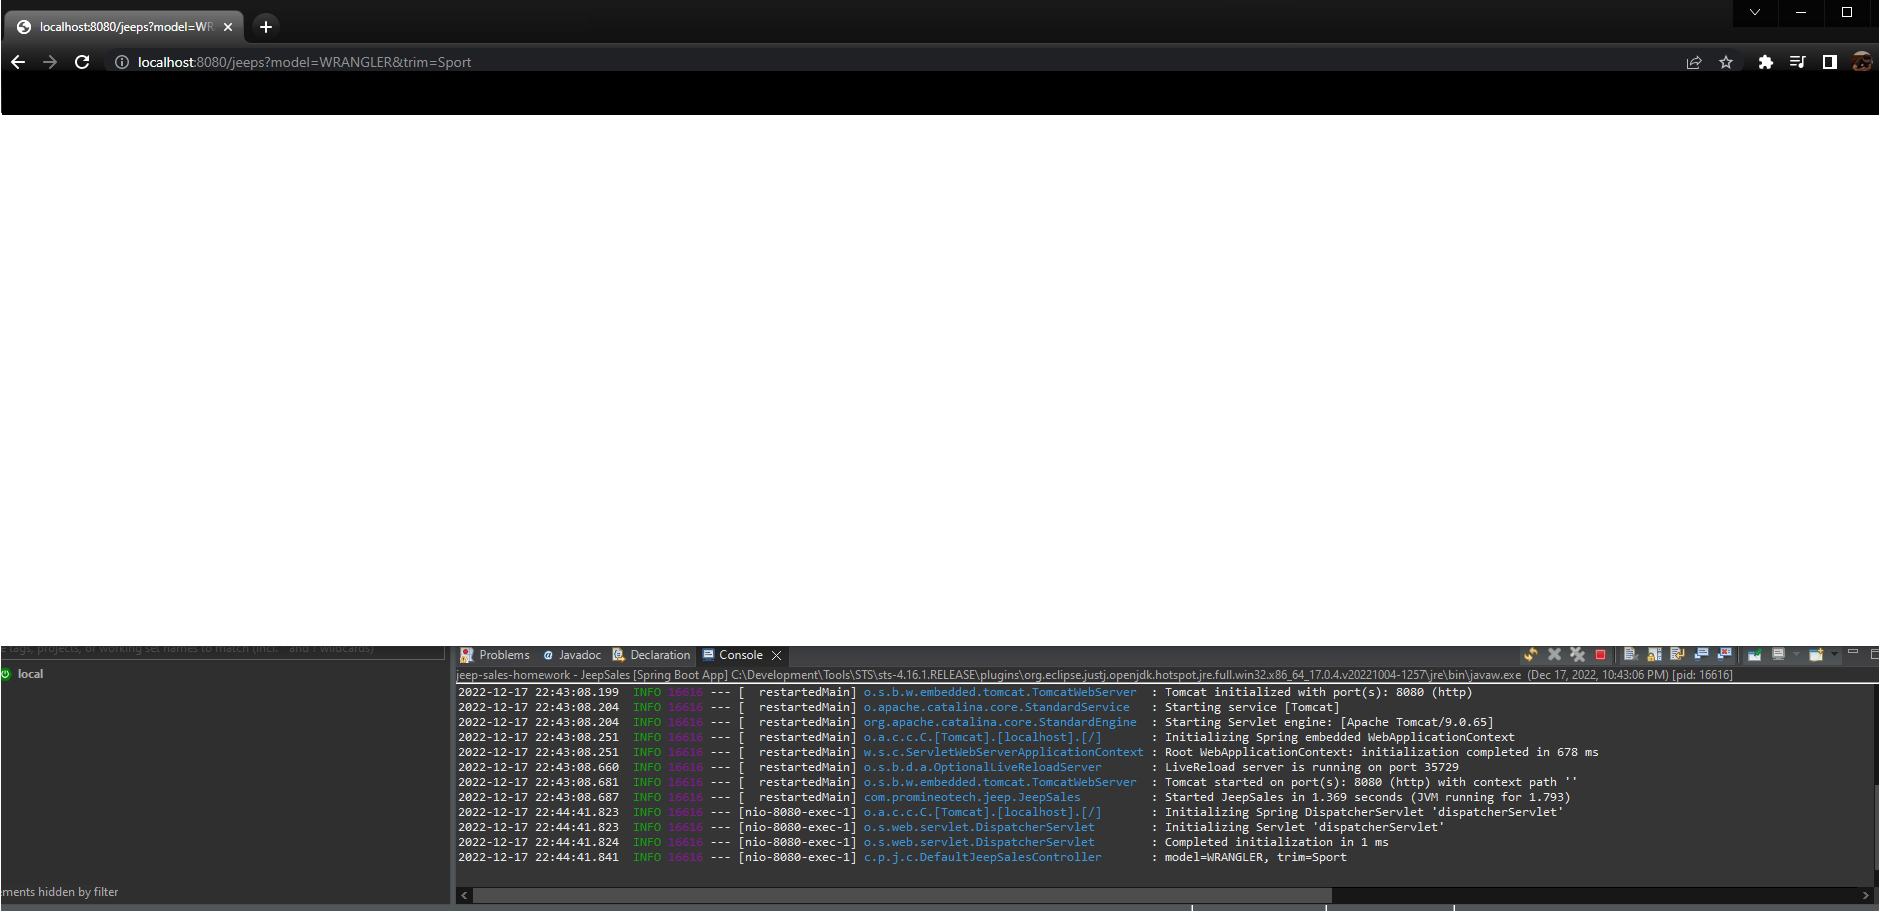 localhost:8080/jeeps?model=WR
localhost:8080/jeeps?model=WRANGLER&trim=Sport
e tags, projects, or working set names to match (incl. * and ? wildcards)
Problems @ Javadoc Declaration Console
local
jeep-sales-homework - JeepSales [Spring Boot App] C:\Development\Tools\STS\sts-4.16.1.RELEASE\plugins\org.eclipse.justj.openjdk.hotspot.jre.full.win32.x86_64_17.0.4.v20221004-1257\jre\bin\javaw.exe (Dec 17, 2022, 10:43:06 PM) [pid: 16616]
2022-12-17 22:43:08.199 INFO 16616 --- [ restartedMain] o.s.b.w.embedded.tomcat.TomcatWebServer : Tomcat initialized with port(s): 8080 (http)
2022-12-17 22:43:08.204 INFO 16616 --- [ restartedMain] o.apache.catalina.core.StandardService : Starting service [Tomcat]
2022-12-17 22:43:08.204 INFO 16616 --- [ restartedMain] org.apache.catalina.core.StandardEngine : Starting Servlet engine: [Apache Tomcat/9.0.65]
2022-12-17 22:43:08.251 INFO 16616 --- [ restartedMain] o.a.c.c.C.[Tomcat].[localhost].[/] : Initializing Spring embedded WebApplicationContext
2022-12-17 22:43:08.251 INFO 16616 --- [ restartedMain] w.s.c.ServletWebServerApplicationContext : Root WebApplicationContext: initialization completed in 678 ms
2022-12-17 22:43:08.660 INFO 16616 --- [ restartedMain] o.s.b.d.a.OptionalLiveReloadServer : LiveReload server is running on port 35729
2022-12-17 22:43:08.681 INFO 16616 --- [ restartedMain] o.s.b.w.embedded.tomcat.TomcatWebServer : Tomcat started on port(s): 8080 (http) with context path ''
2022-12-17 22:43:08.687 INFO 16616 --- [ restartedMain] com.promineotech.jeep.JeepSales : Started JeepSales in 1.369 seconds (JVM running for 1.793)
2022-12-17 22:44:41.823 INFO 16616 --- [nio-8080-exec-1] o.a.c.c.C.[Tomcat].[localhost].[/] : Initializing Spring DispatcherServlet 'dispatcherServlet'
2022-12-17 22:44:41.823 INFO 16616 --- [nio-8080-exec-1] o.s.web.servlet.DispatcherServlet : Initializing Servlet 'dispatcherServlet'
2022-12-17 22:44:41.824 INFO 16616 --- [nio-8080-exec-1] o.s.web.servlet.DispatcherServlet : Completed initialization in 1 ms
2022-12-17 22:44:41.841 INFO 16616 --- [nio-8080-exec-1] c.p.j.c.DefaultJeepSalesController : model=WRANGLER, trim=Sport
ements hidden by filter